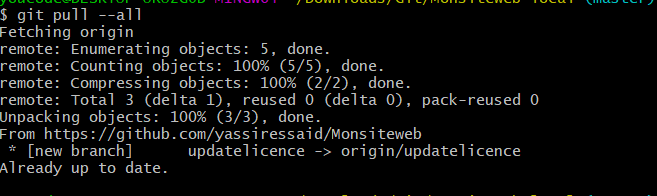 $ git pull --all
Fetching origin
remote: Enumerating objects: 5, done.
remote: Counting objects: 100% (5/5), done.
remote: Compressing objects: 100% (2/2), done.
remote: Total 3 (delta 1), reused 0 (delta 0), pack-reused 0
Unpacking objects: 100% (3/3), done.
From https://github.com/yassiressaid/Monsiteweb
 * [new branch]      updatelicence -> origin/updatelicence
Already up to date.